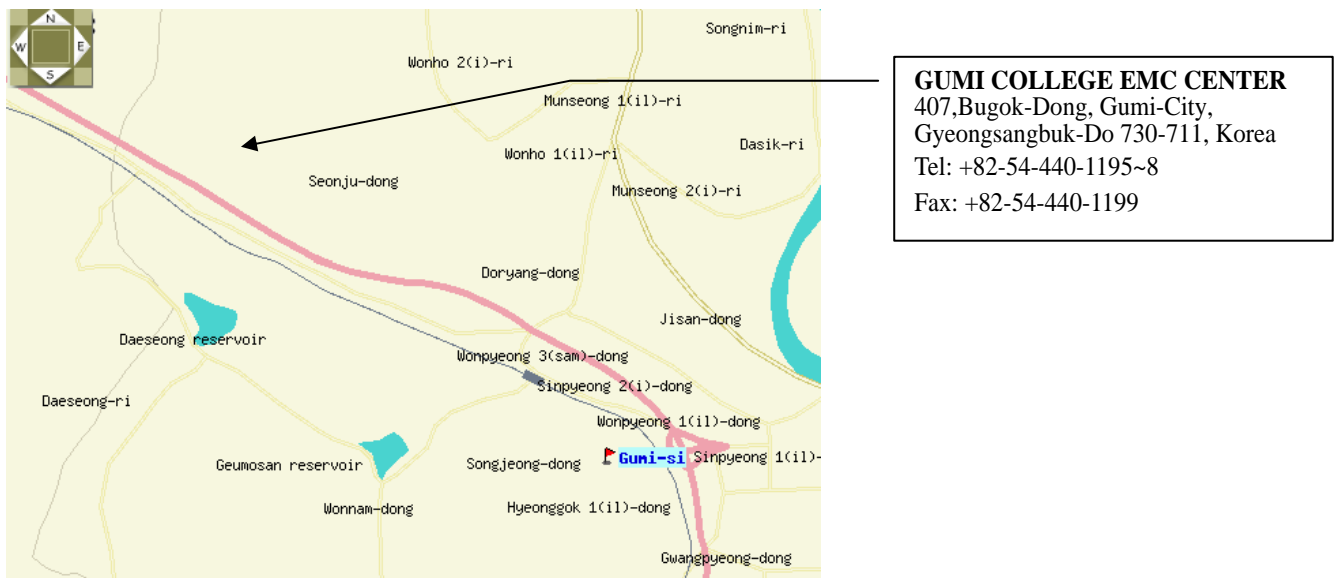 N
W E
S
Songnim-ri
Wonho 2(i)-ri
Munseong 1(il)-ri
Dasik-ri
Wonho 1(il)-ri
Seonju-dong
Munseong 2(i)-ri
Doryang-dong
Jisan-dong
Daeseong reservoir
Wonpyeong 3(sam)-dong
Sinpyeong 2(i)-dong
Daeseong-ri
Wonpyeong 1(il)-dong
Gumi-si
Sinpyeong 1(il)-
Geumosan reservoir
Songjeong-dong
Wonnam-dong
Hyeonggok 1(il)-dong
Gwangpyeong-dong
GUMI COLLEGE EMC CENTER
407,Bugok-Dong, Gumi-City,
Gyeongsangbuk-Do 730-711, Korea
Tel: +82-54-440-1195~8
Fax: +82-54-440-1199